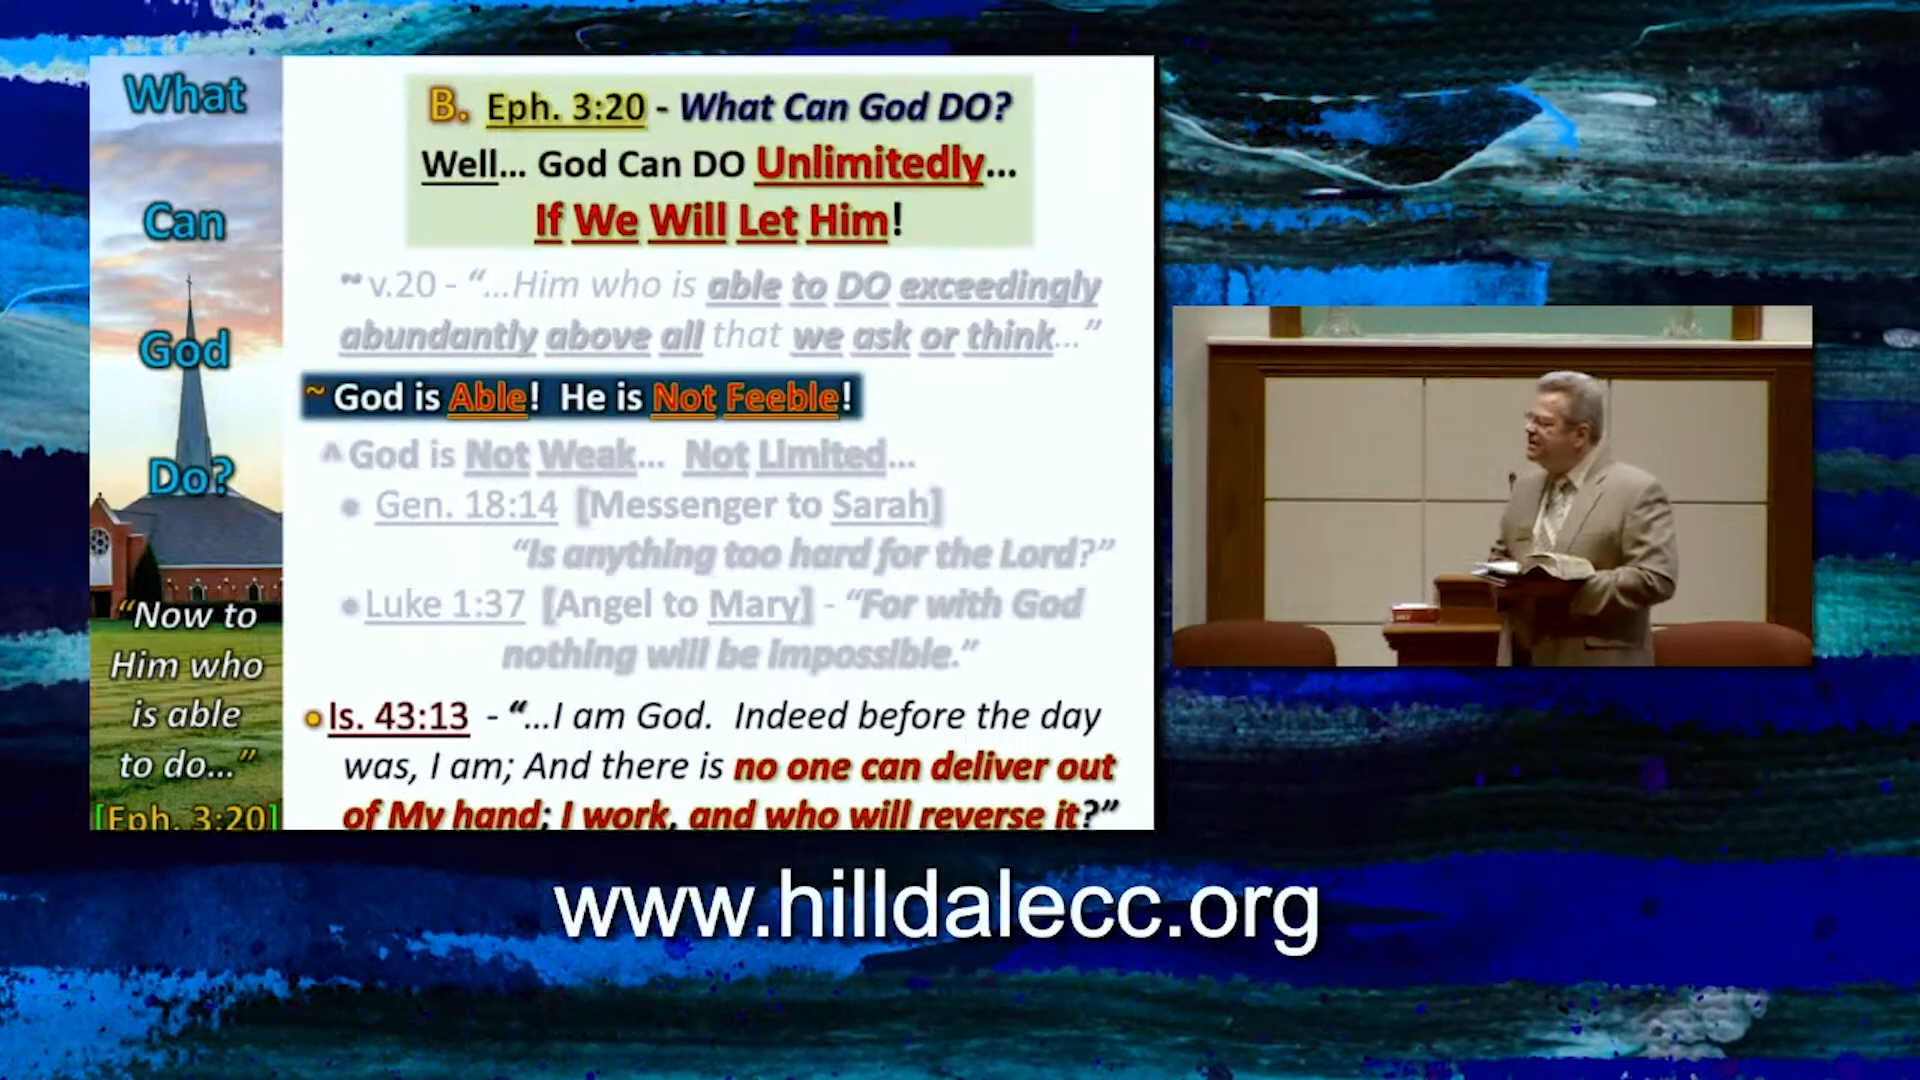 What
Can
God
Do?
“Now to
Him who
is able
to do…”
[Eph. 3:20]
B. Eph. 3:20 - What Can God DO?
Well… God Can DO Unlimitedly…
If We Will Let Him!
~ v.20 - “…Him who is able to DO exceedingly
abundantly above all that we ask or think…”
~ God is Able! He is Not Feeble!
^ God is Not Weak… Not Limited…
• Gen. 18:14 [Messenger to Sarah]
“Is anything too hard for the Lord?”
• Luke 1:37 [Angel to Mary] - “For with God
nothing will be impossible.”
• Is. 43:13 - “…I am God. Indeed before the day
was, I am; And there is no one can deliver out
of My hand; I work, and who will reverse it?”
www.hilldalecc.org